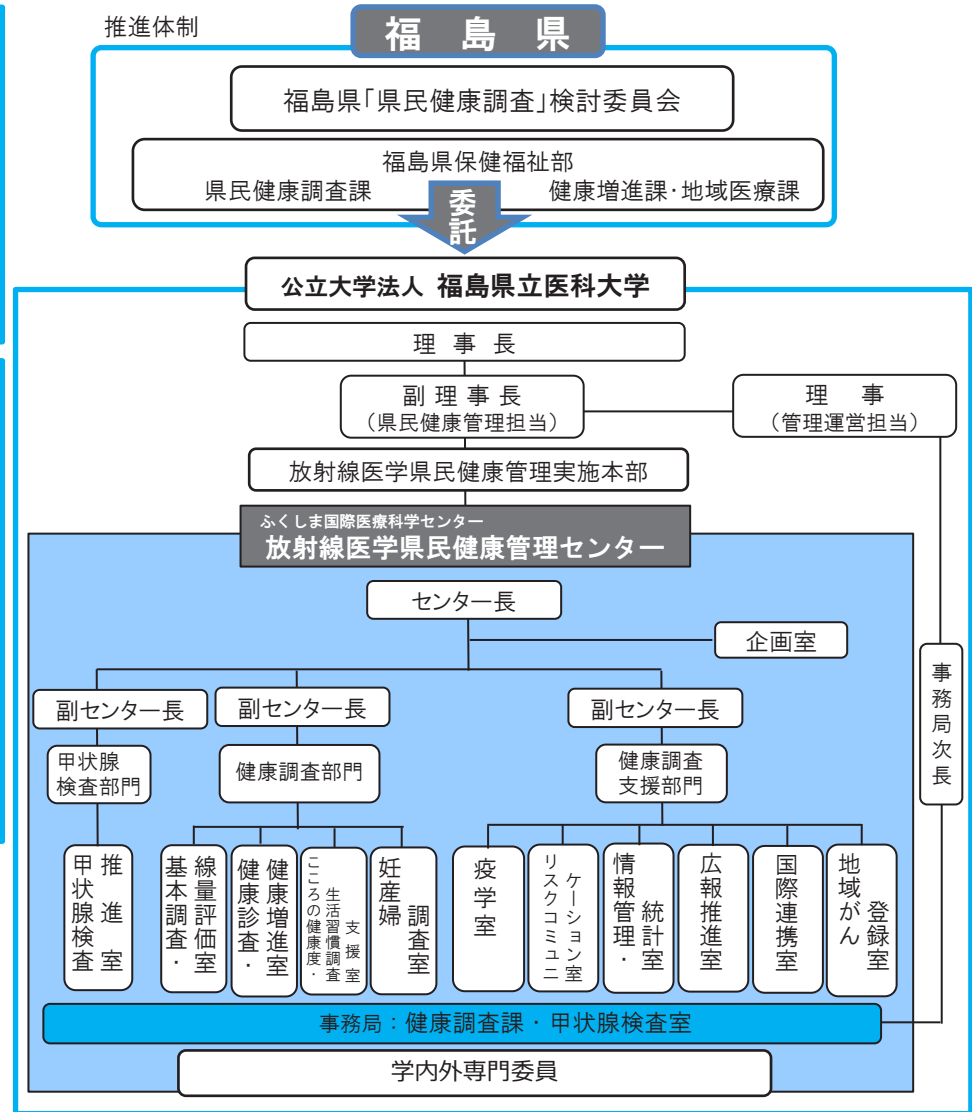 推進体制
福島県
福島県「県民健康調査」検討委員会
福島県保健福祉部
県民健康調査課 健康増進課・地域医療課
委託
公立大学法人 福島県立医科大学
理事長
副理事長
（県民健康管理担当）
理事
（管理運営担当）
放射線医学県民健康管理実施本部
ふくしま国際医療科学センター
放射線医学県民健康管理センター
センター長
企画室
事務局次長
副センター長
副センター長
副センター長
甲状腺
検査部門
健康調査部門
健康調査
支援部門
甲状腺検査
推進室
基本調査・
線量評価室
健康診査・
健康増進室
こころの健康度・
生活習慣調査
支援室
妊産婦
調査室
疫学室
リスクコミュニ
ケーション室
情報管理・
統計室
広報推進室
国際連携室
地域がん
登録室
事務局：健康調査課・甲状腺検査室
学内外専門委員